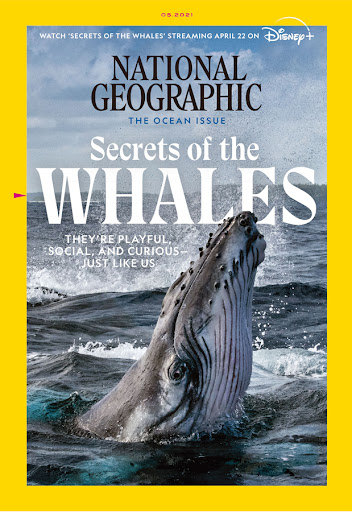 05.2021
WATCH 'SECRETS OF THE WHALES' STREAMING APRIL 22 ON Disney+
NATIONAL
GEOGRAPHIC
THE OCEAN ISSUE
Secrets of the
WHALES
THEY'RE PLAYFUL,
SOCIAL, AND CURIOUS—
JUST LIKE US